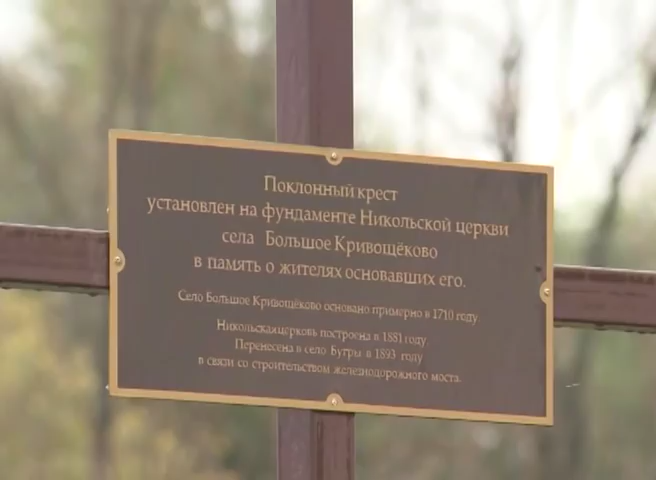 Поклонный крест
установлен на фундаменте Никольской церкви
села Большое Кривощёково
в память о жителях основавших его.
Село Большое Кривощёково основано примерно в 1710 году
Никольская церковь построена в 1881 году
Перенесена в село Бугры в 1893 году
в связи со строительством железнодорожного моста.